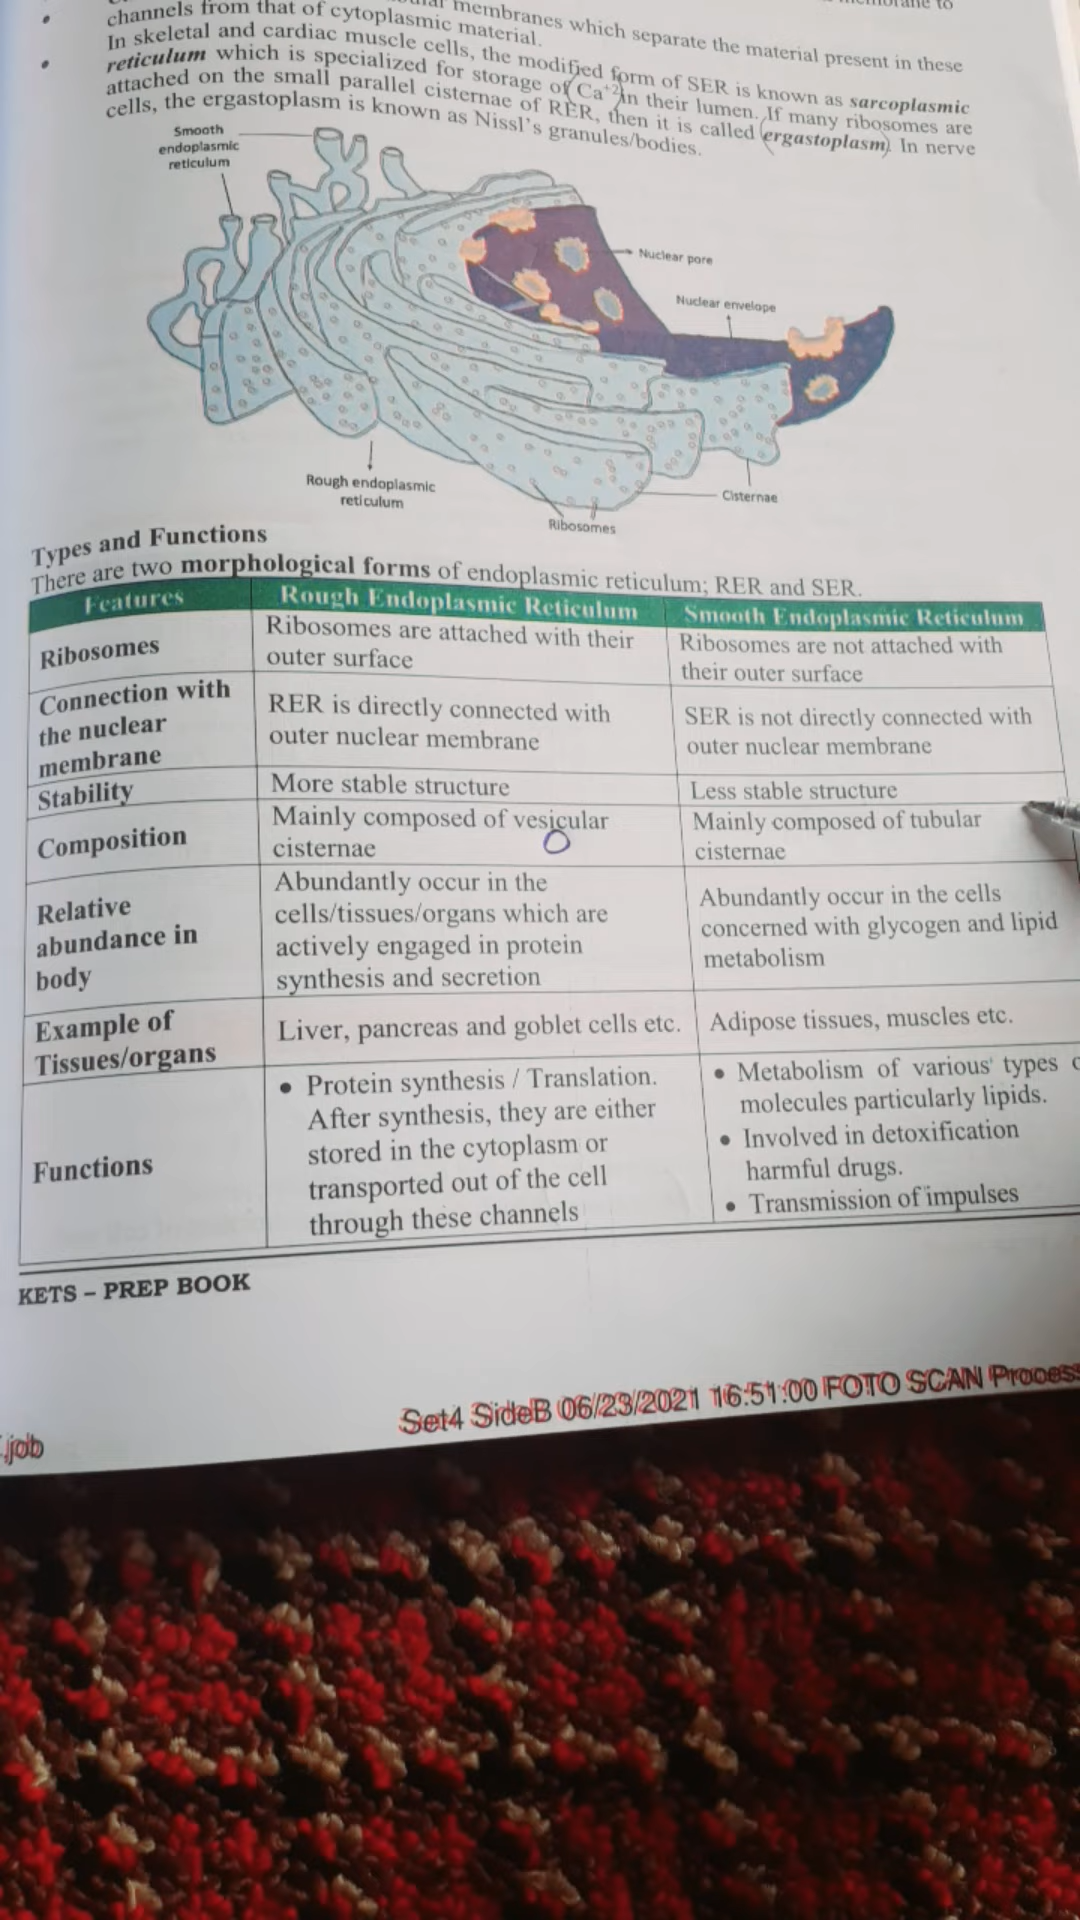 membranes which separate the material present in these
channels from that of cytoplasmic material.
In skeletal and cardiac muscle cells, the modified form of SER is known as sarcoplasmic
reticulum which is specialized for storage of Ca+2 in their lumen. If many ribosomes are
attached on the small parallel cisternae of RER, then it is called ergastoplasm. In nerve
cells, the ergastoplasm is known as Nissl's granules/bodies.
Smooth
endoplasmic
reticulum
Nuclear pore
Nuclear envelope
Rough endoplasmic
reticulum
Cisternae
Ribosomes
Types and Functions
There are two morphological forms of endoplasmic reticulum; RER and SER.
Features Rough Endoplasmic Reticulum Smooth Endoplasmic Reticulum
Ribosomes
Ribosomes are attached with their
outer surface
Ribosomes are not attached with
their outer surface
Connection with
the nuclear
membrane
RER is directly connected with
outer nuclear membrane
SER is not directly connected with
outer nuclear membrane
Stability
More stable structure
Less stable structure
Composition
Mainly composed of vesicular
cisternae
Mainly composed of tubular
cisternae
Relative
abundance in
body
Abundantly occur in the
cells/tissues/organs which are
actively engaged in protein
synthesis and secretion
Abundantly occur in the cells
concerned with glycogen and lipid
metabolism
Example of
Tissues/organs
Liver, pancreas and goblet cells etc.
Adipose tissues, muscles etc.
Functions
• Protein synthesis / Translation.
After synthesis, they are either
stored in the cytoplasm or
transported out of the cell
through these channels
• Metabolism of various types
molecules particularly lipids.
• Involved in detoxification
harmful drugs.
• Transmission of impulses
KETS – PREP BOOK
Set4 SideB 06/23/2021 16:51:00 FOTO SCAN Process
.job